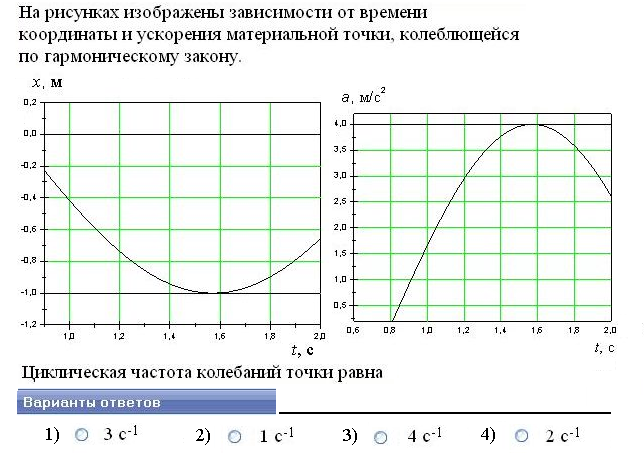 На рисунках изображены зависимости от времени
координаты и ускорения материальной точки, колеблющейся
по гармоническому закону.
x, м
0,2
0,0
-0,2
-0,4
-0,6
-0,8
-1,0
-1,2
1,0 1,2 1,4 1,6 1,8 2,0
t, с
a, м/с²
4,0
3,5
3,0
2,5
2,0
1,5
1,0
0,5
0,6 0,8 1,0 1,2 1,4 1,6 1,8 2,0
t, с
Циклическая частота колебаний точки равна
Варианты ответов
1) 3 с⁻¹ 2) 1 с⁻¹ 3) 4 с⁻¹ 4) 2 с⁻¹